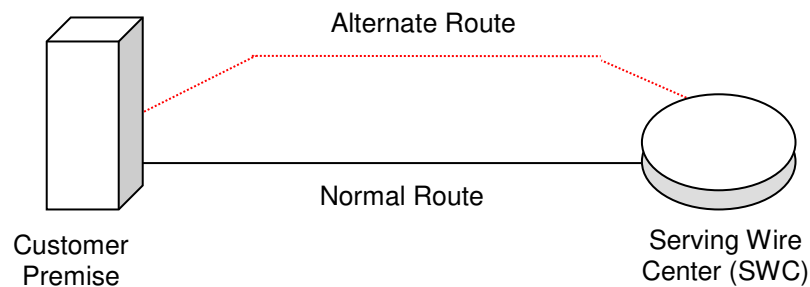 Alternate Route
Normal Route
Customer
Premise
Serving Wire
Center (SWC)